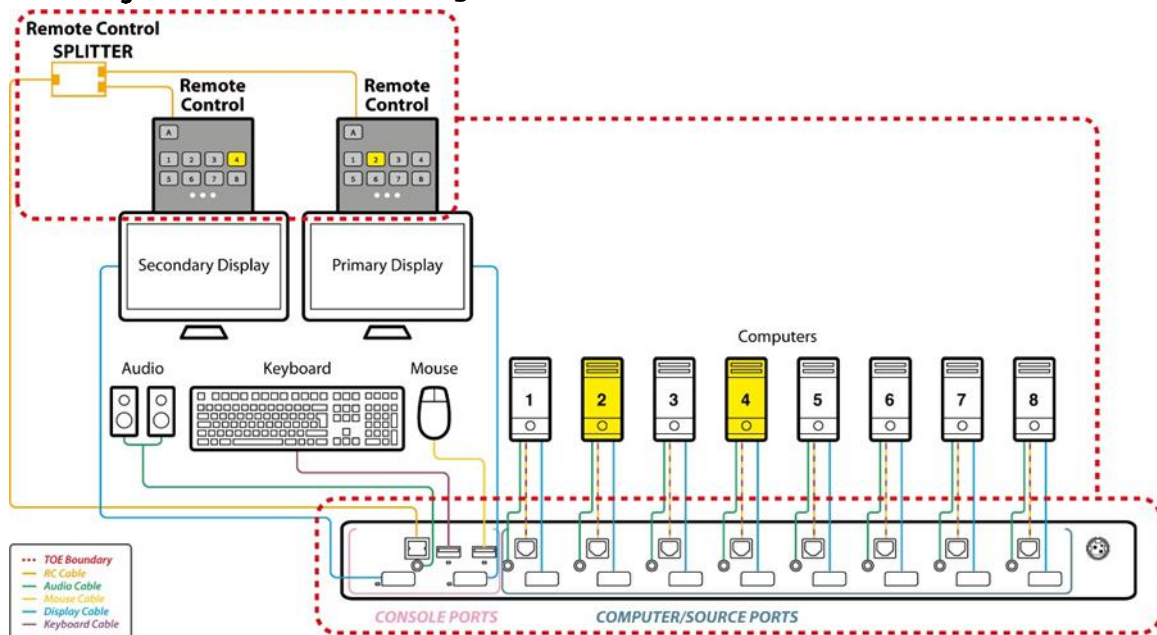 Remote Control
SPLITTER
Remote
Control
Remote
Control
A
1 2 3 4
5 6 7 8
A
1 2 3 4
5 6 7 8
Secondary Display
Primary Display
Computers
Audio
Keyboard
Mouse
1 2 3 4 5 6 7 8
TOE Boundary
RC Cable
Audio Cable
Mouse Cable
Display Cable
Keyboard Cable
CONSOLE PORTS
COMPUTER/SOURCE PORTS